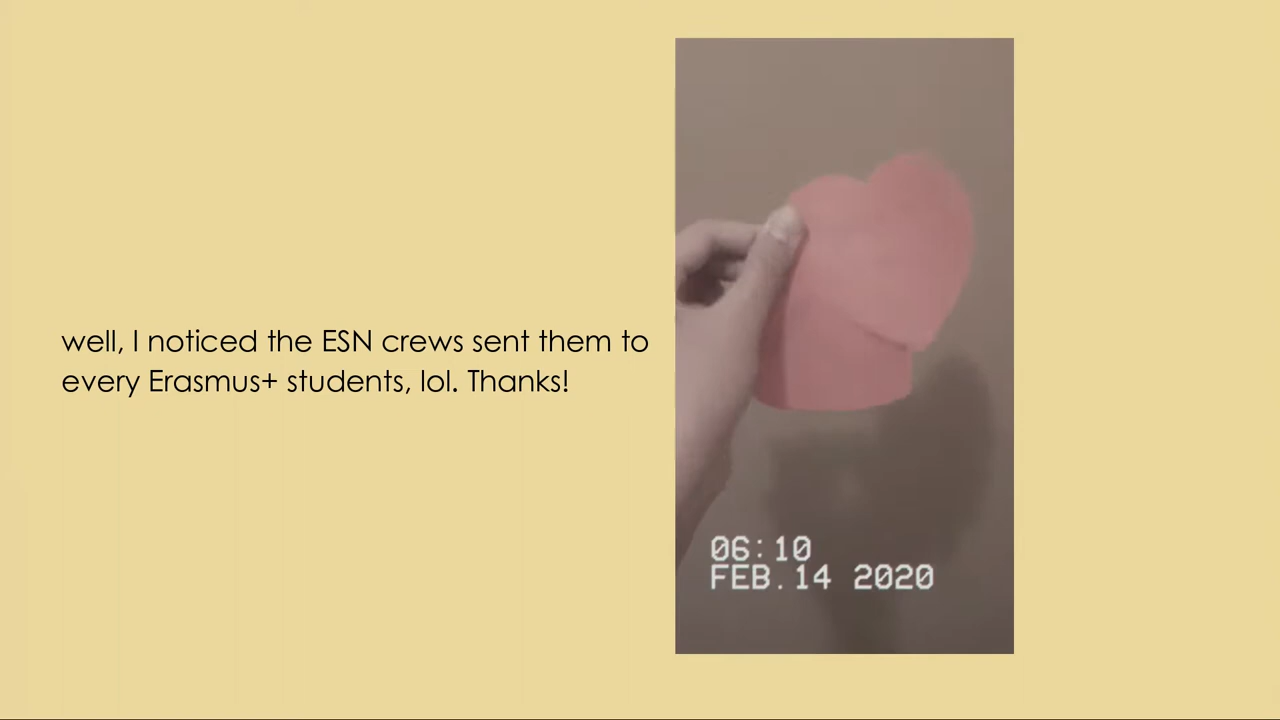 well, I noticed the ESN crews sent them to
every Erasmus+ students, lol. Thanks!
06:10
FEB.14 2020